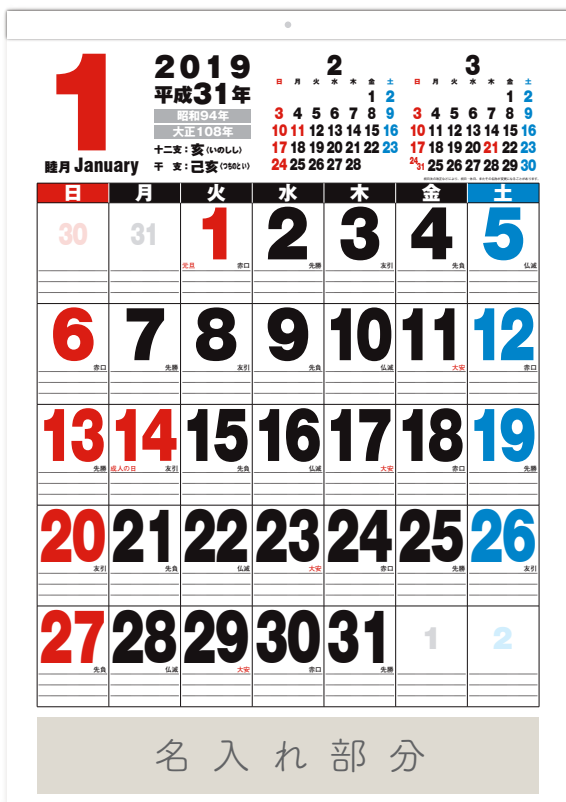 1
睦月 January
2019
平成31年
昭和94年
大正108年
十二支：亥〈いのしし〉
干　支：己亥〈つちのとい〉
2
日 月 火 水 木 金 土
1 2
3 4 5 6 7 8 9
10 11 12 13 14 15 16
17 18 19 20 21 22 23
24 25 26 27 28
3
日 月 火 水 木 金 土
1 2
3 4 5 6 7 8 9
10 11 12 13 14 15 16
17 18 19 20 21 22 23
24/31 25 26 27 28 29 30
日 月 火 水 木 金 土
30 31 1 2 3 4 5
元旦 赤口 先勝 友引 先負 仏滅
6 7 8 9 10 11 12
赤口 先勝 友引 先負 仏滅 大安 赤口
13 14 15 16 17 18 19
先勝 成人の日 友引 先負 仏滅 大安 赤口 先勝
20 21 22 23 24 25 26
友引 先負 仏滅 大安 赤口 先勝 友引
27 28 29 30 31 1 2
先負 仏滅 大安 赤口 先勝
名入れ部分